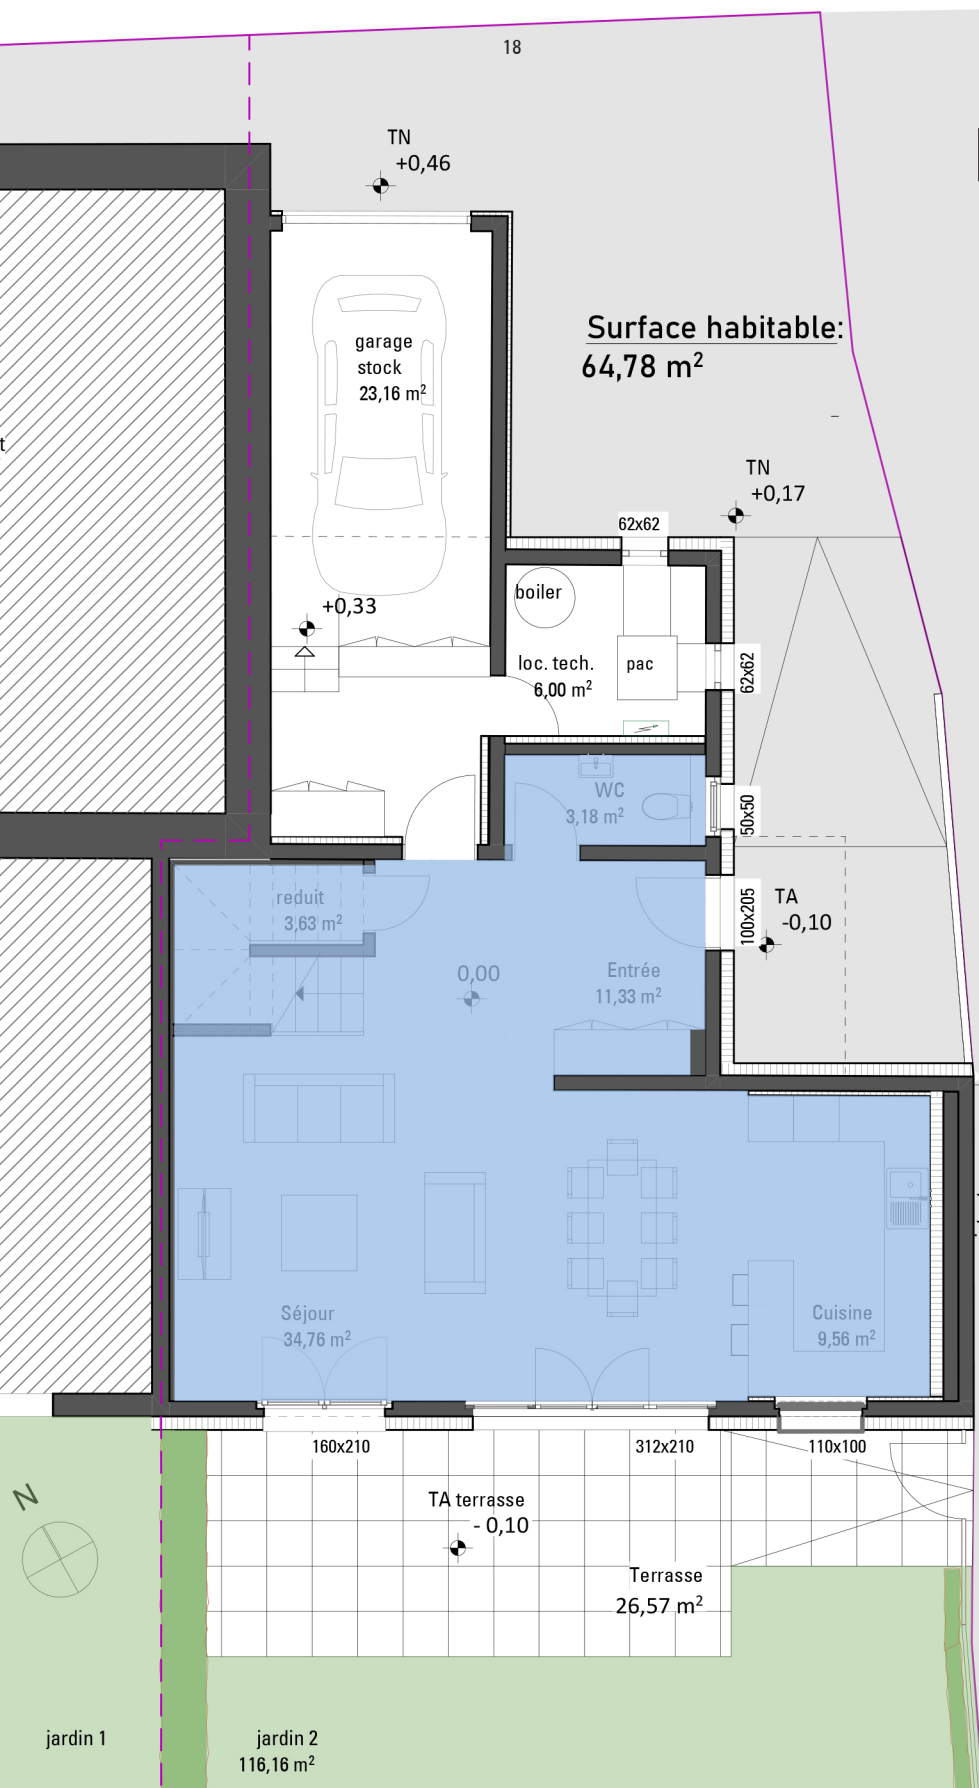 18
TN
+0,46
Surface habitable:
64,78 m²
garage
stock
23,16 m²
t
TN
+0,17
62x62
boiler
+0,33
loc. tech.
6,00 m²
pac
62x62
WC
3,18 m²
50x50
reduit
3,63 m²
100x205
TA
-0,10
0,00
Entrée
11,33 m²
Séjour
34,76 m²
Cuisine
9,56 m²
160x210
312x210
110x100
N
TA terrasse
- 0,10
Terrasse
26,57 m²
jardin 1
jardin 2
116,16 m²